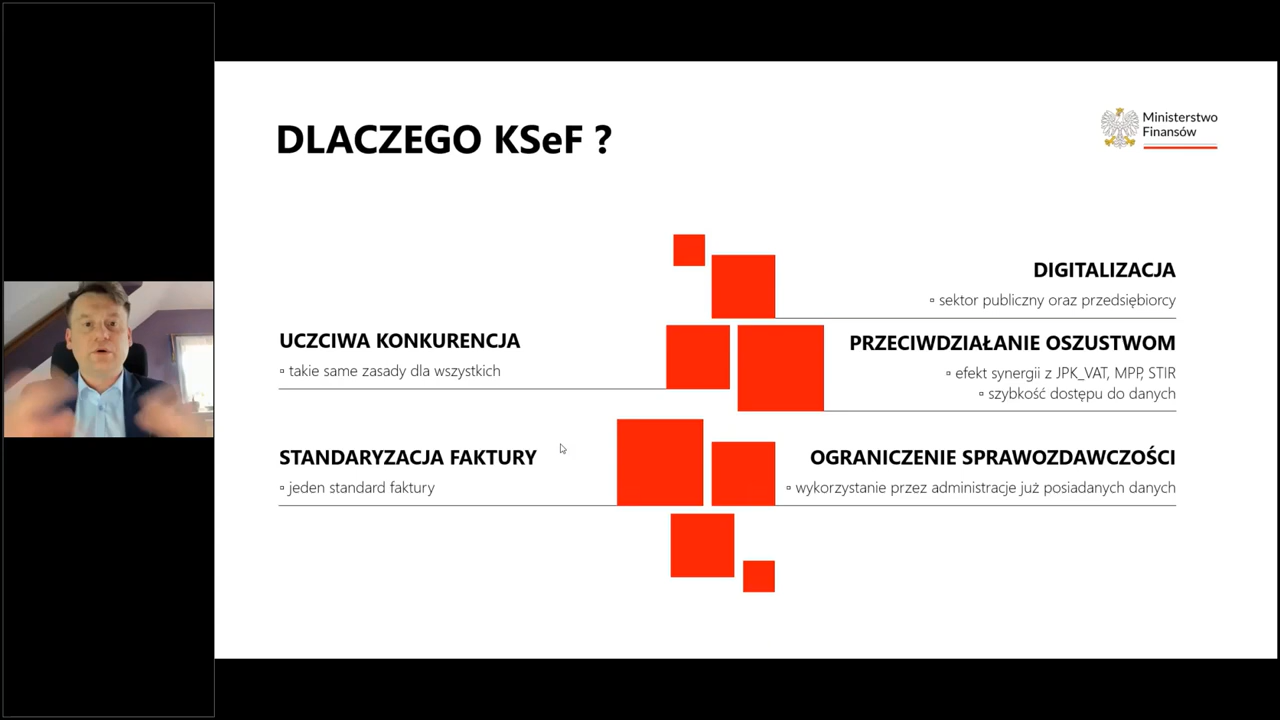 DLACZEGO KSeF ?
Ministerstwo
Finansów
UCZCIWA KONKURENCJA
▫ takie same zasady dla wszystkich
STANDARYZACJA FAKTURY
▫ jeden standard faktury
DIGITALIZACJA
▫ sektor publiczny oraz przedsiębiorcy
PRZECIWDZIAŁANIE OSZUSTWOM
▫ efekt synergii z JPK_VAT, MPP, STIR
▫ szybkość dostępu do danych
OGRANICZENIE SPRAWOZDAWCZOŚCI
▫ wykorzystanie przez administracje już posiadanych danych